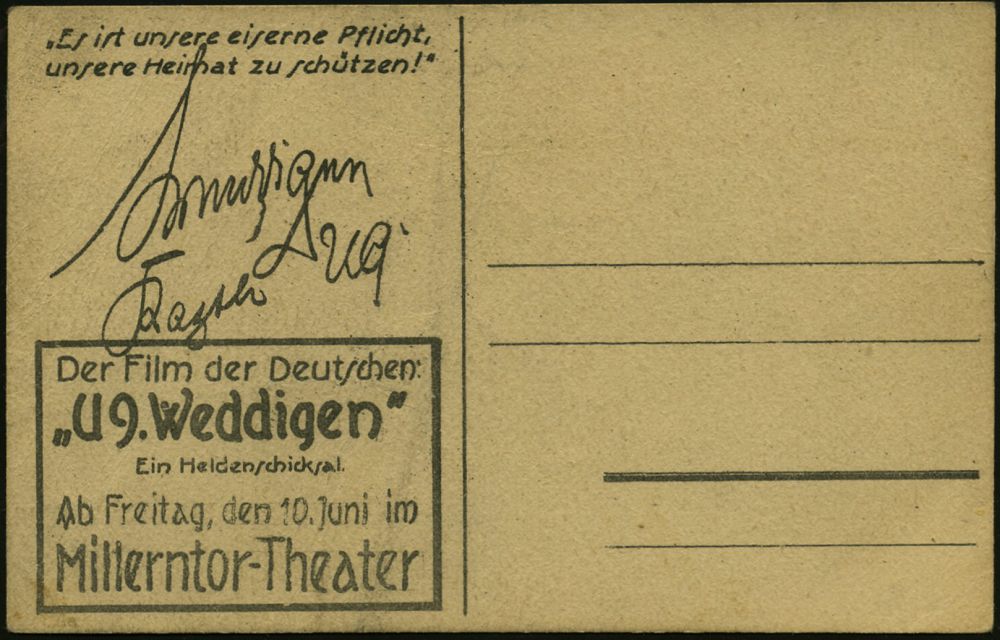 „Es ist unsere eiserne Pflicht,
unsere Heimat zu schützen!“
Der Film der Deutschen:
„U 9. Weddigen“
Ein Heldenschicksal.
Ab Freitag, den 10. Juni im
Millerntor-Theater